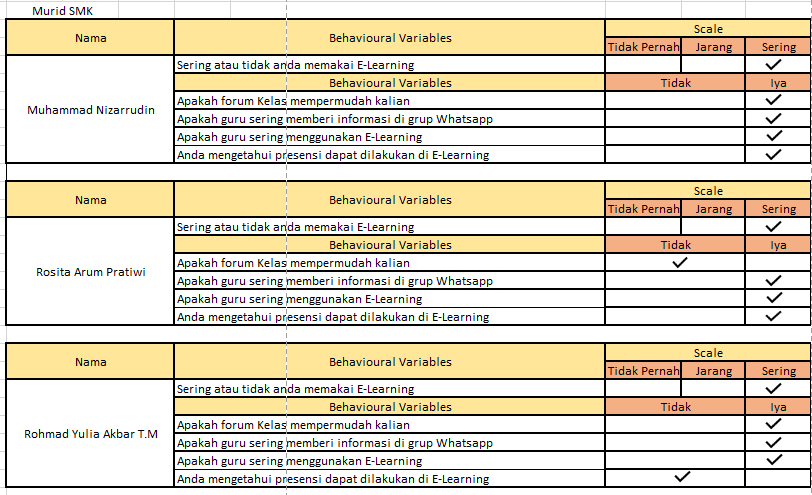 Murid SMK
Nama Behavioural Variables Scale
Tidak Pernah Jarang Sering
Sering atau tidak anda memakai E-Learning ✓
Behavioural Variables Tidak Iya
Muhammad Nizarrudin
Apakah forum Kelas mempermudah kalian ✓
Apakah guru sering memberi informasi di grup Whatsapp ✓
Apakah guru sering menggunakan E-Learning ✓
Anda mengetahui presensi dapat dilakukan di E-Learning ✓
Nama Behavioural Variables Scale
Tidak Pernah Jarang Sering
Sering atau tidak anda memakai E-Learning ✓
Behavioural Variables Tidak Iya
Rosita Arum Pratiwi
Apakah forum Kelas mempermudah kalian ✓
Apakah guru sering memberi informasi di grup Whatsapp ✓
Apakah guru sering menggunakan E-Learning ✓
Anda mengetahui presensi dapat dilakukan di E-Learning ✓
Nama Behavioural Variables Scale
Tidak Pernah Jarang Sering
Sering atau tidak anda memakai E-Learning ✓
Behavioural Variables Tidak Iya
Rohmad Yulia Akbar T.M
Apakah forum Kelas mempermudah kalian ✓
Apakah guru sering memberi informasi di grup Whatsapp ✓
Apakah guru sering menggunakan E-Learning ✓
Anda mengetahui presensi dapat dilakukan di E-Learning ✓